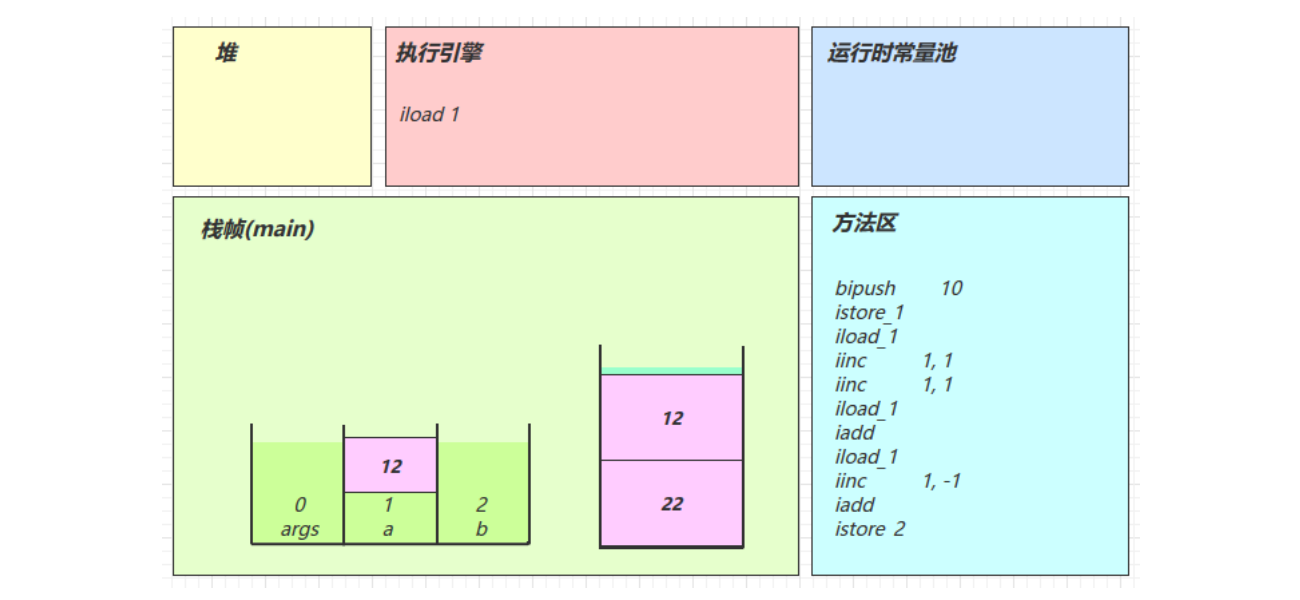 堆
执行引擎
iload 1
运行时常量池
栈帧(main)
12
0 1 2
args a b
12
22
方法区
bipush 10
istore_1
iload_1
iinc 1, 1
iinc 1, 1
iload_1
iadd
iload_1
iinc 1, -1
iadd
istore 2